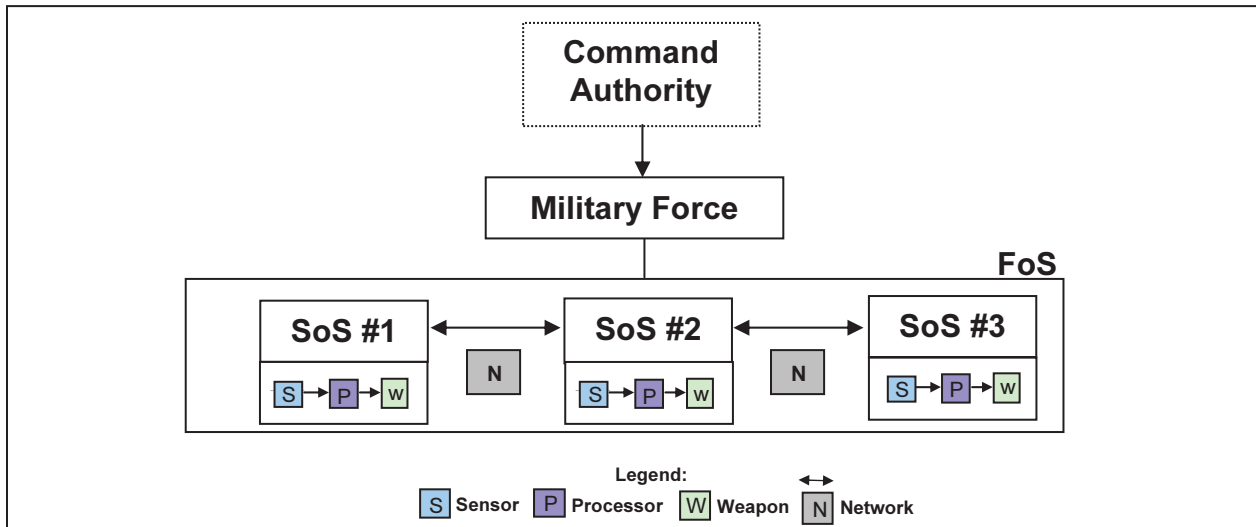 Command
Authority
Military Force
FoS
SoS #1
SoS #2
SoS #3
N
N
S P W
S P W
S P W
Legend:
S Sensor P Processor W Weapon N Network